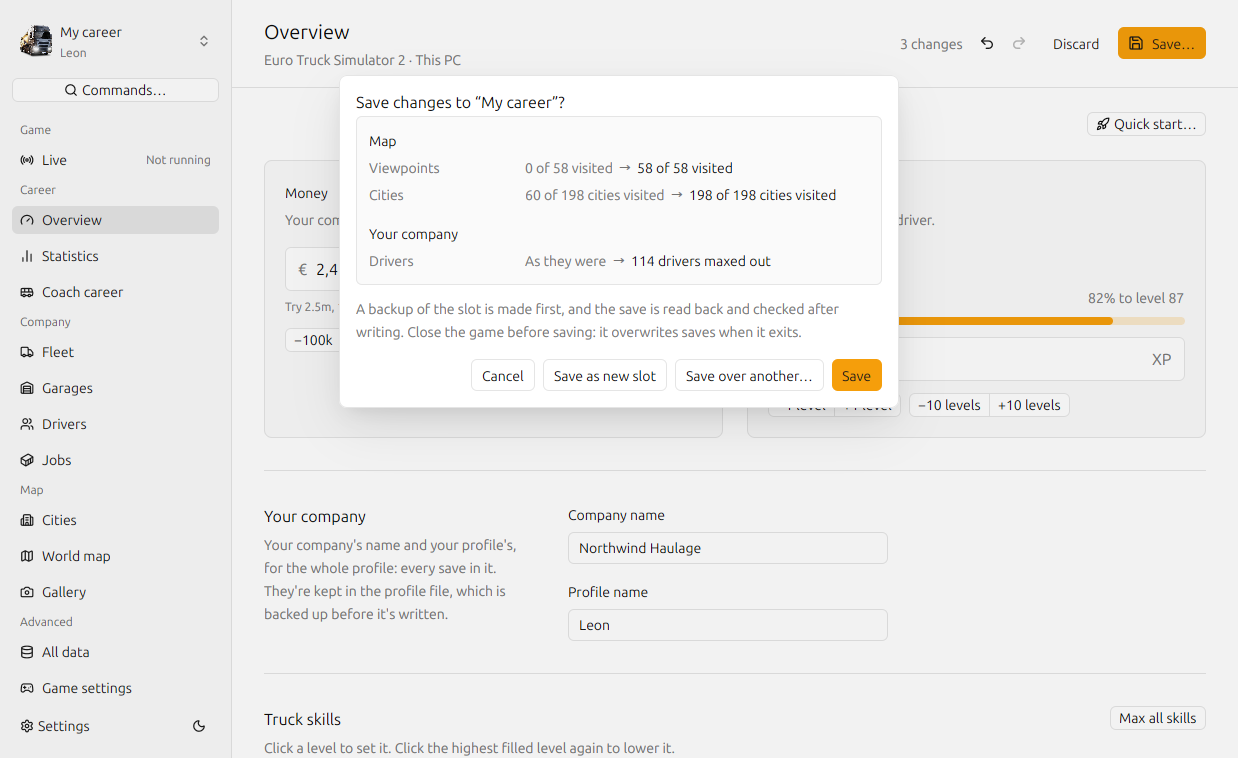 My career
Leon
Commands...
Game
Live Not running
Career
Overview
Statistics
Coach career
Company
Fleet
Garages
Drivers
Jobs
Map
Cities
World map
Gallery
Advanced
All data
Game settings
Settings
Overview
Euro Truck Simulator 2 · This PC
3 changes Discard Save...
Quick start...
Save changes to “My career”?
Map
Viewpoints 0 of 58 visited → 58 of 58 visited
Cities 60 of 198 cities visited → 198 of 198 cities visited
Your company
Drivers As they were → 114 drivers maxed out
A backup of the slot is made first, and the save is read back and checked after
writing. Close the game before saving: it overwrites saves when it exits.
Cancel Save as new slot Save over another... Save
Money
Your
€ 2,4
Try 2.5m,
−100k
82% to level 87
XP
−10 levels +10 levels
Your company
Your company's name and your profile's,
for the whole profile: every save in it.
They're kept in the profile file, which is
backed up before it's written.
Company name
Northwind Haulage
Profile name
Leon
Truck skills
Max all skills
Click a level to set it. Click the highest filled level again to lower it.